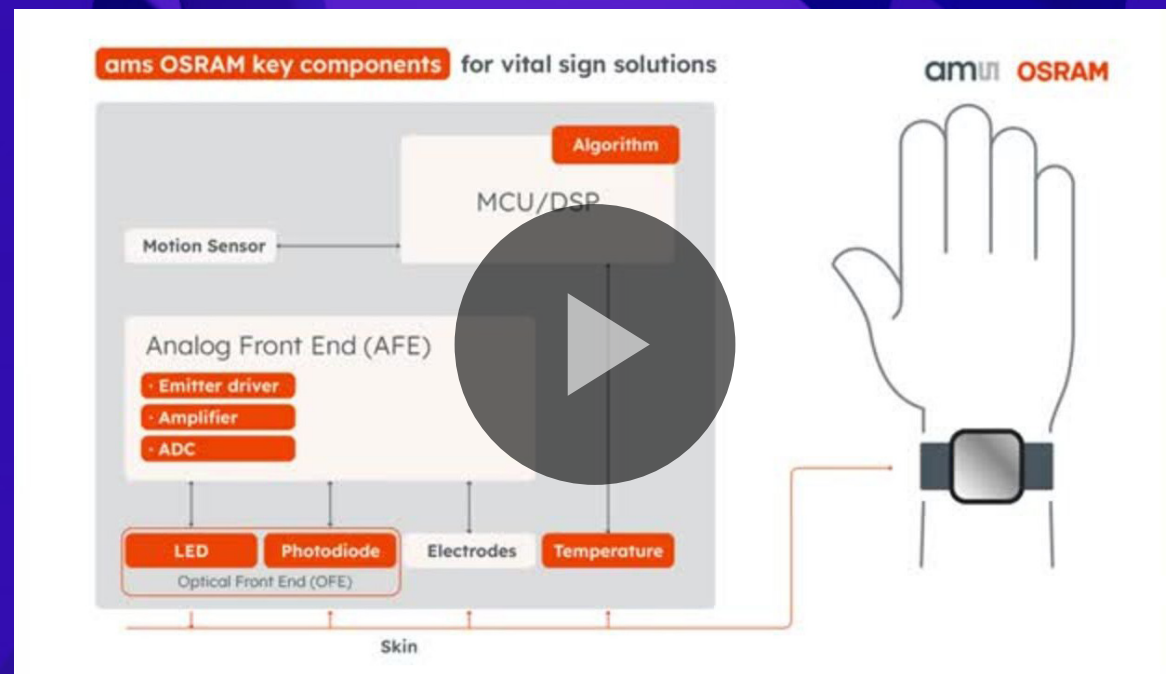 ams OSRAM key components for vital sign solutions
am OSRAM
Algorithm
MCU/DSP
Motion Sensor
Analog Front End (AFE)
· Emitter driver
· Amplifier
· ADC
LED
Photodiode
Electrodes
Temperature
Optical Front End (OFE)
Skin